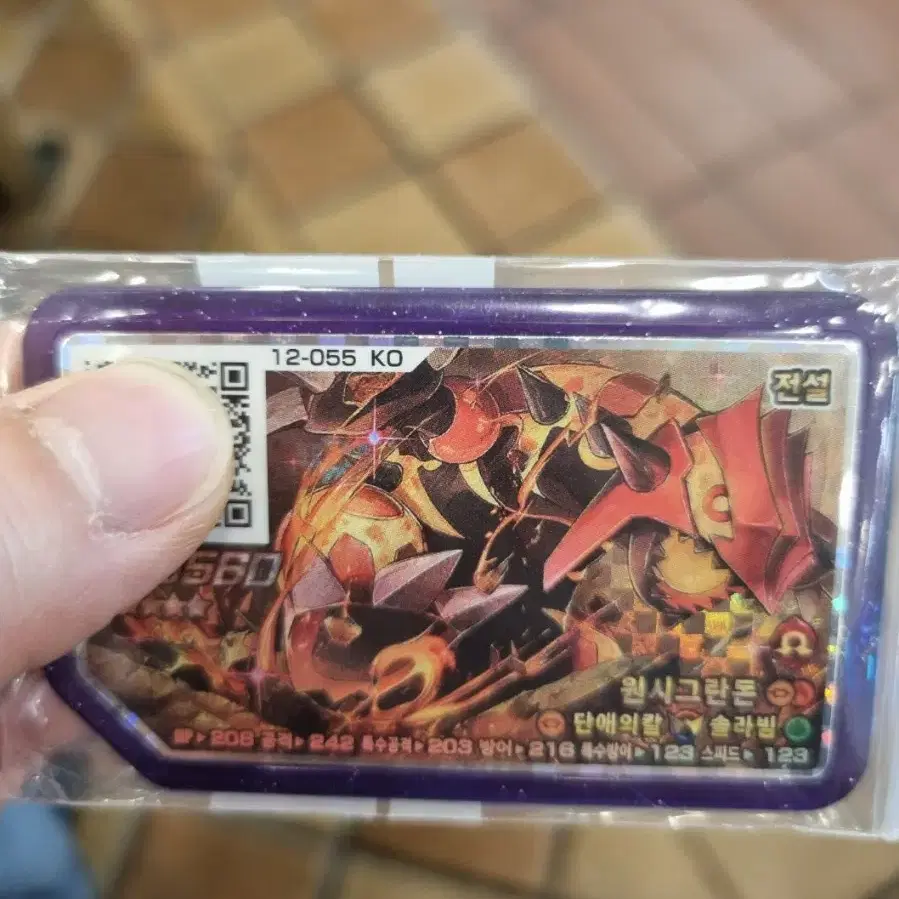 12-055 KO
전설
원시그란돈
단애의칼 솔라빔
HP▶208 공격▶242 특수공격▶203 방어▶216 특수방어▶123 스피드▶123